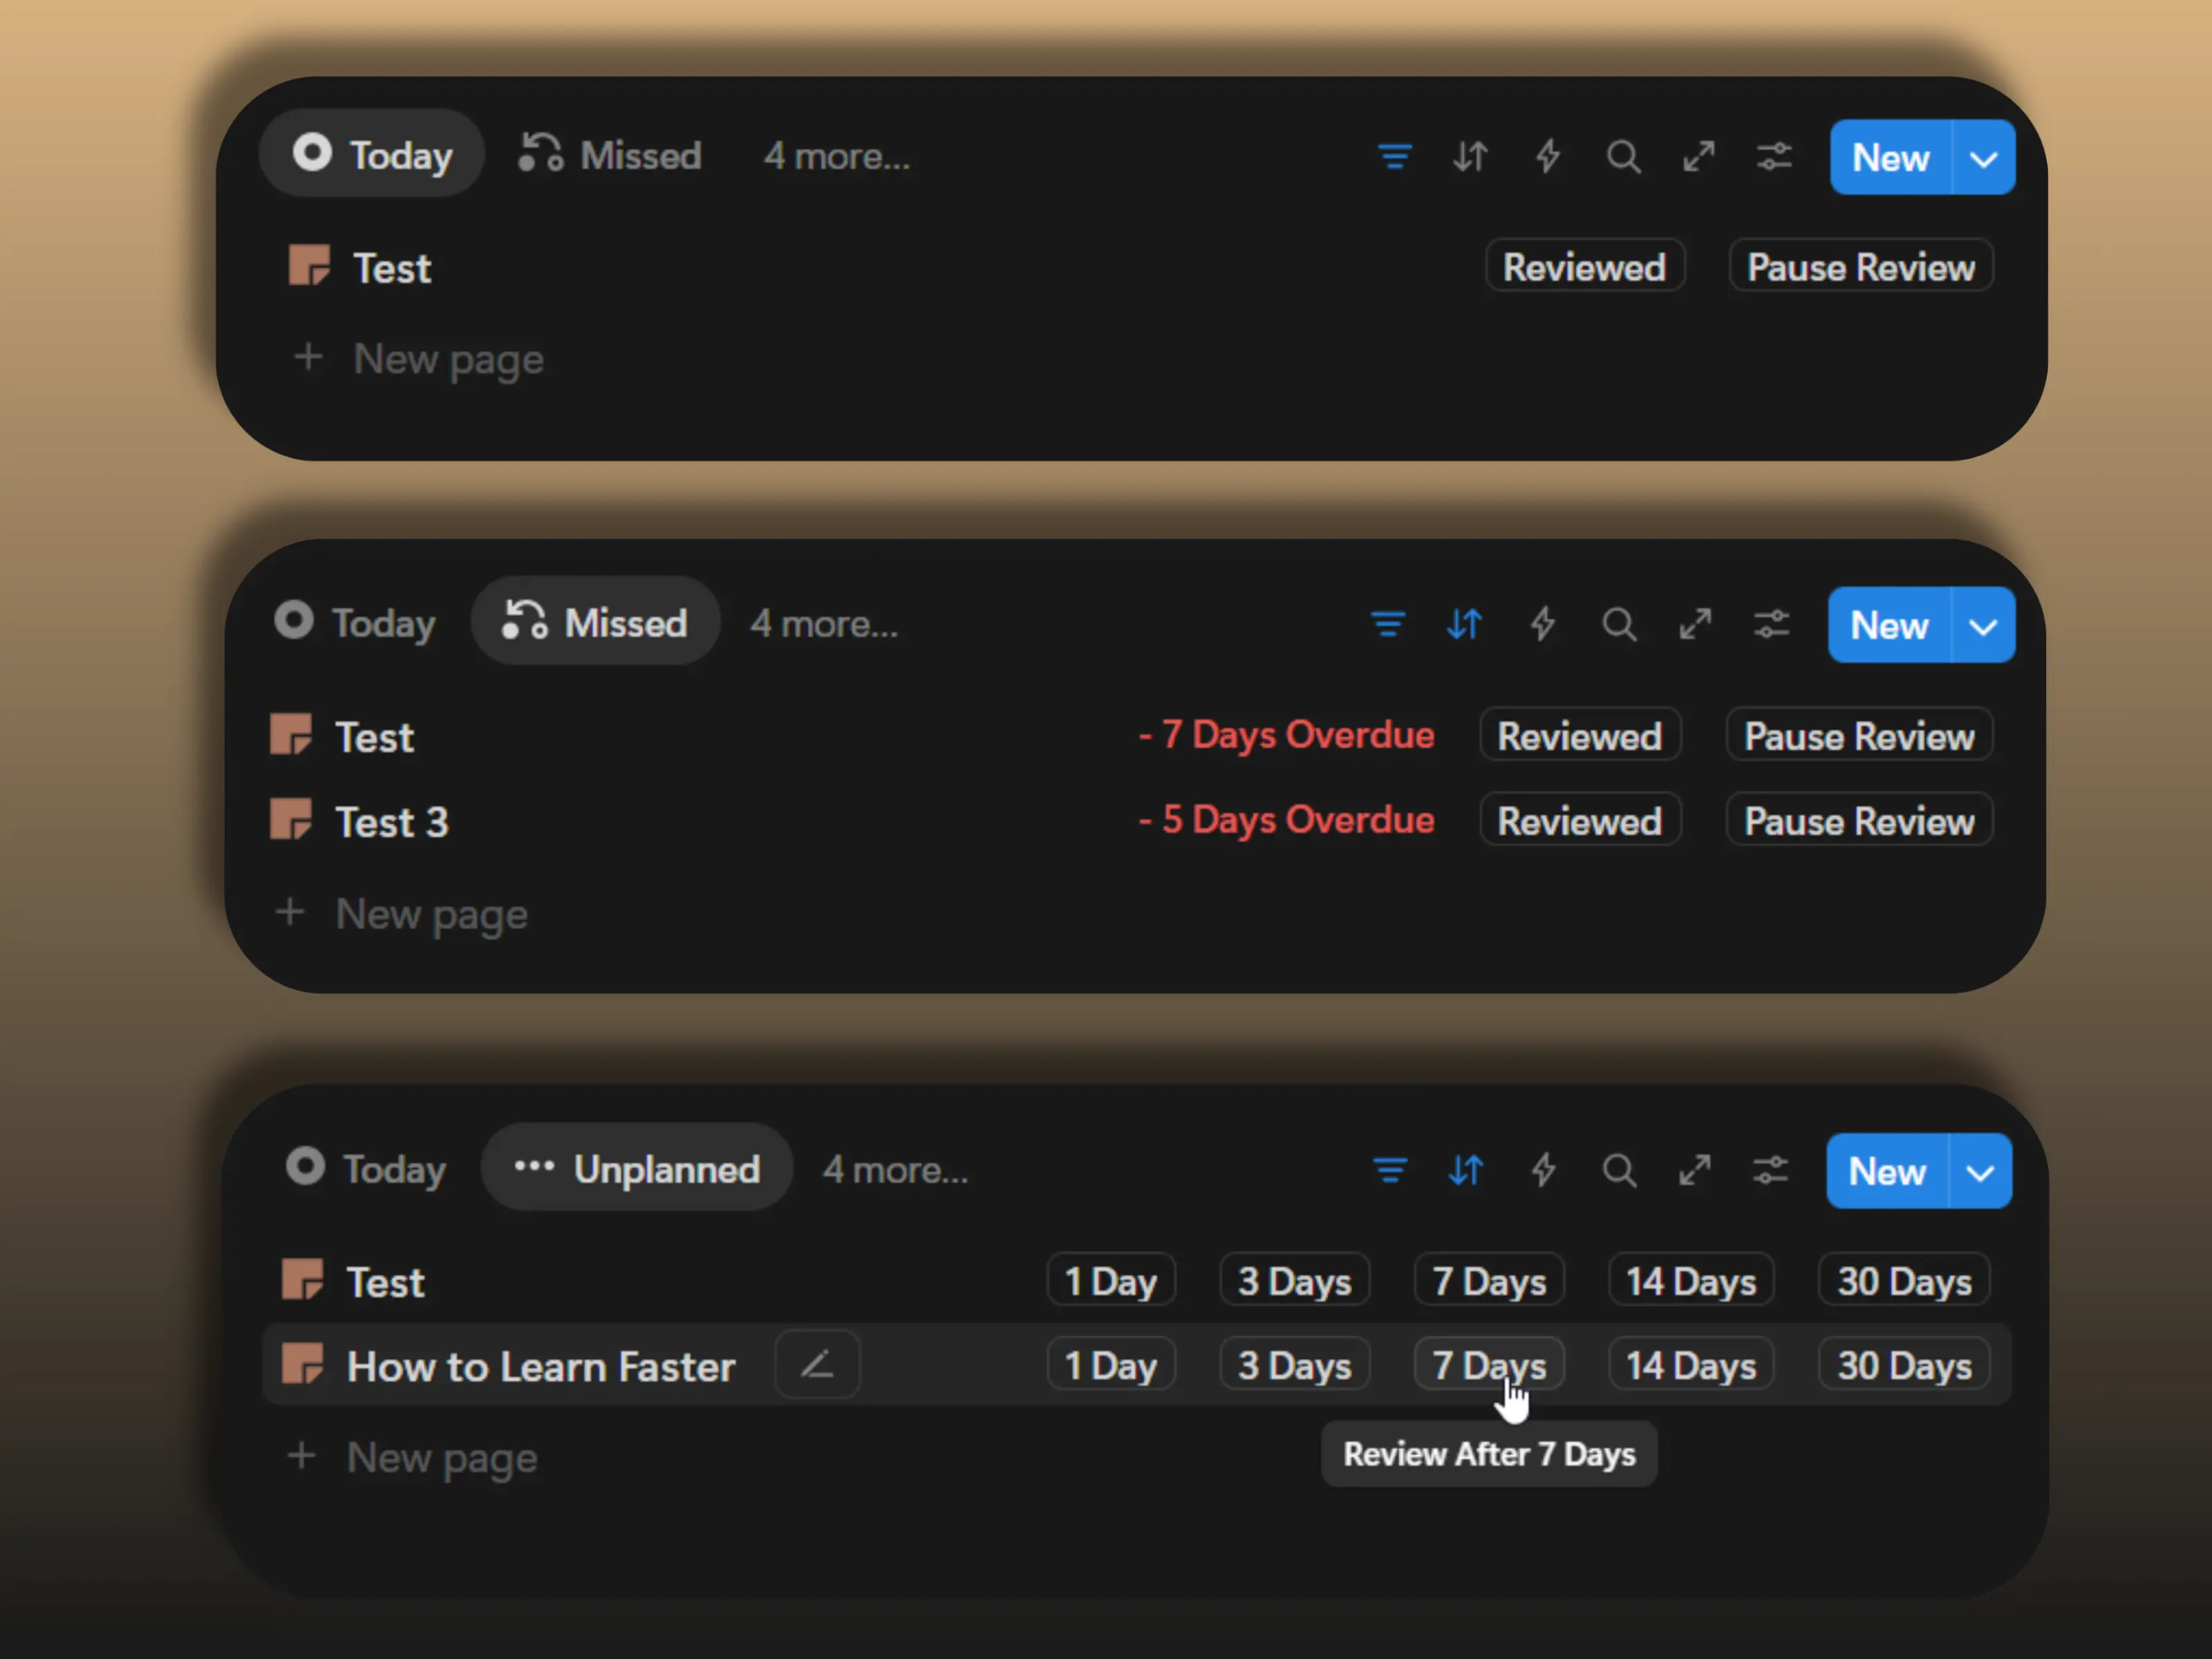 Today Missed 4 more... New
Test Reviewed Pause Review
+ New page
Today Missed 4 more... New
Test - 7 Days Overdue Reviewed Pause Review
Test 3 - 5 Days Overdue Reviewed Pause Review
+ New page
Today ••• Unplanned 4 more... New
Test 1 Day 3 Days 7 Days 14 Days 30 Days
How to Learn Faster 1 Day 3 Days 7 Days 14 Days 30 Days
+ New page
Review After 7 Days